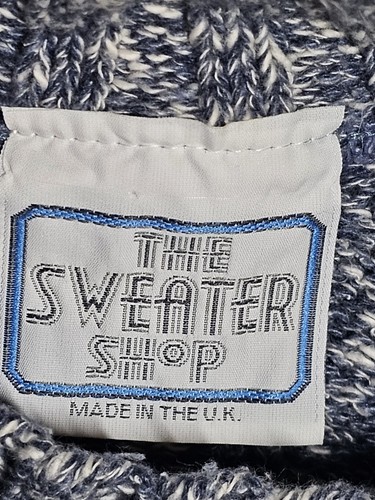 THE
SWEATER
SHOP
MADE IN THE U.K.